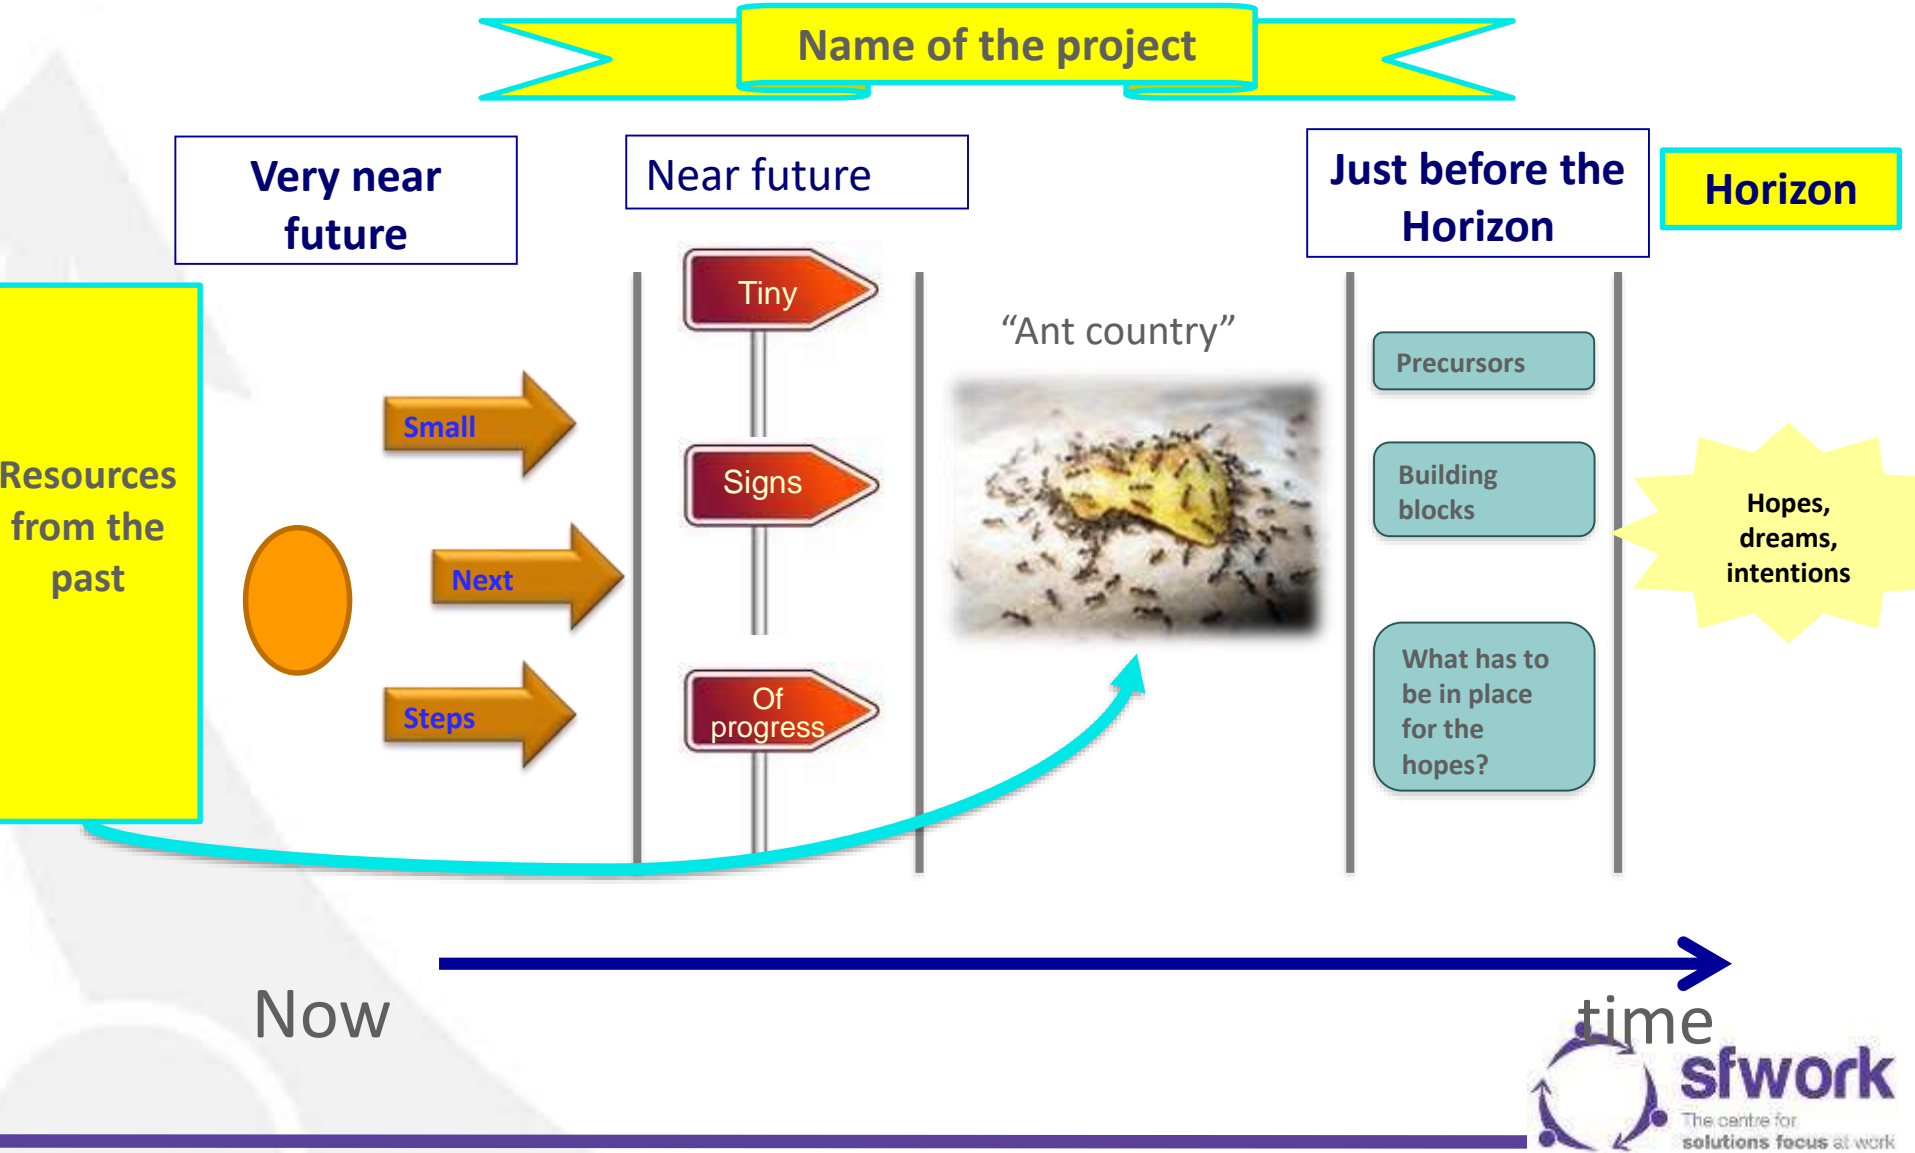 Name of the project
Very near
future
Near future
Just before the
Horizon
Horizon
Resources
from the
past
Small
Next
Steps
Tiny
Signs
Of
progress
“Ant country”
Precursors
Building
blocks
What has to
be in place
for the
hopes?
Hopes,
dreams,
intentions
Now
time
sfwork
The centre for
solutions focus at work